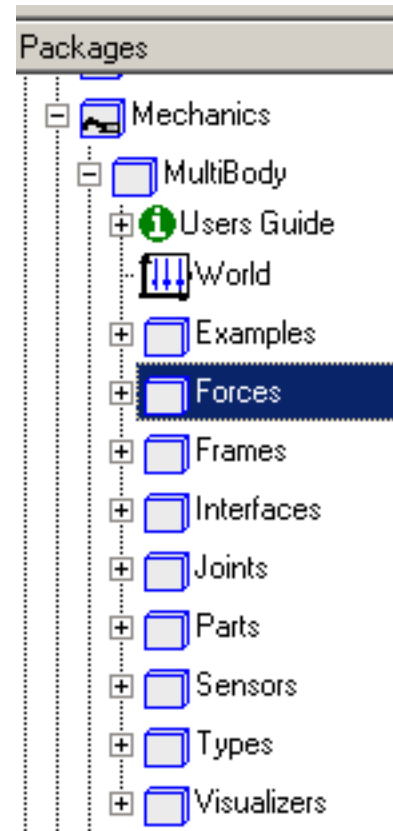 Packages
Mechanics
MultiBody
Users Guide
World
Examples
Forces
Frames
Interfaces
Joints
Parts
Sensors
Types
Visualizers